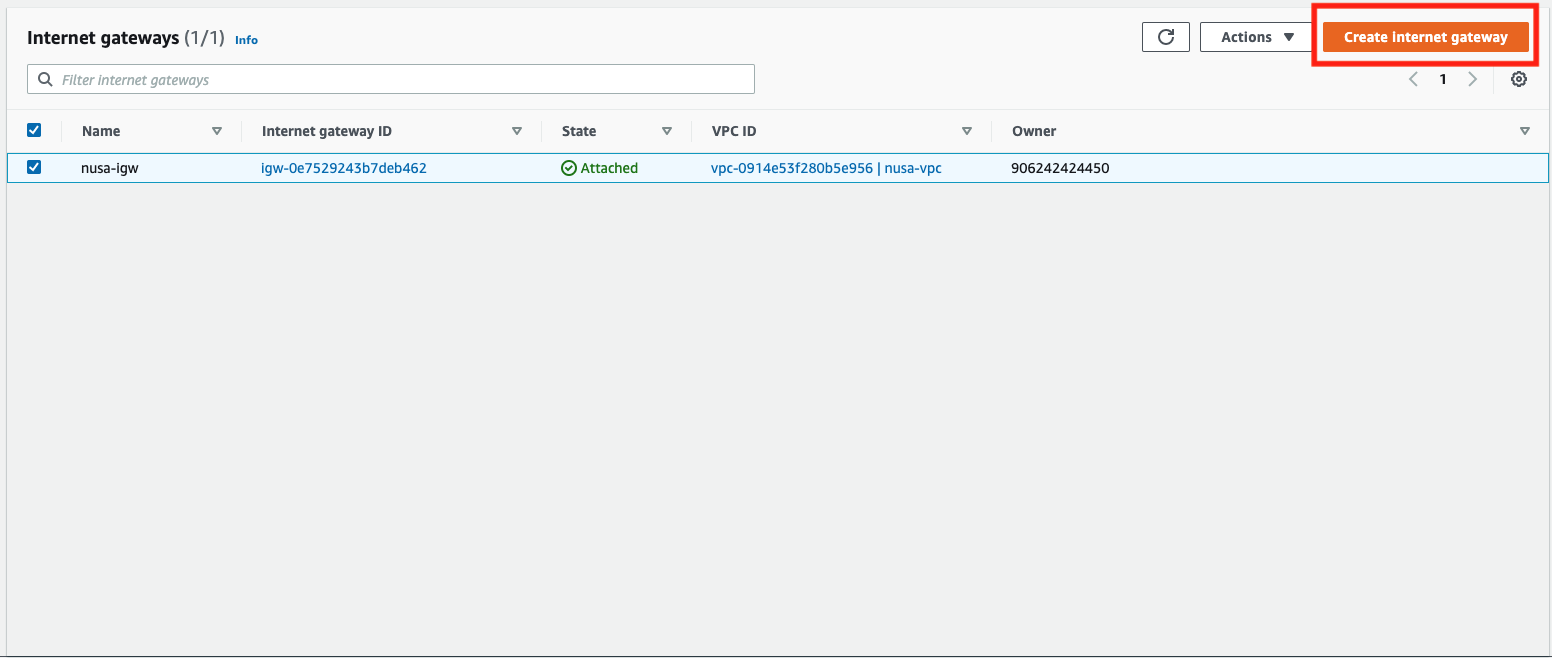 Internet gateways (1/1) Info
Actions
Create internet gateway
Filter internet gateways
1
Name Internet gateway ID State VPC ID Owner
nusa-igw igw-0e7529243b7deb462 Attached vpc-0914e53f280b5e956 | nusa-vpc 906242424450